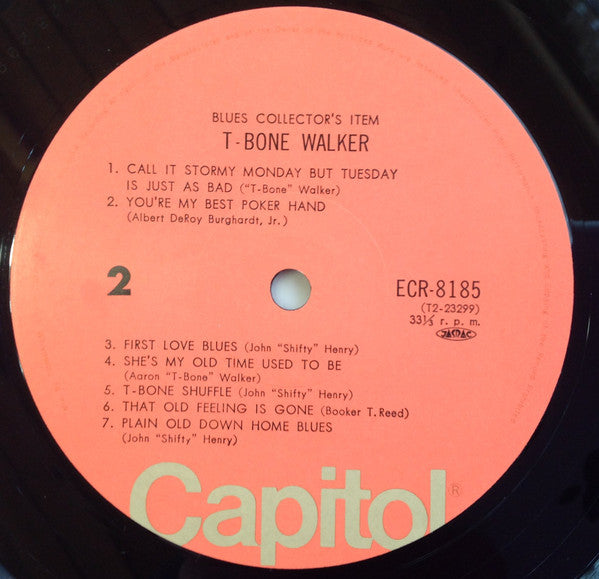 BLUES COLLECTOR'S ITEM
T-BONE WALKER
1. CALL IT STORMY MONDAY BUT TUESDAY
IS JUST AS BAD ("T-Bone" Walker)
2. YOU'RE MY BEST POKER HAND
(Albert DeRoy Burghardt, Jr.)
2
ECR-8185
(T2-23299)
33⅓ r. p. m.
JASRAC
3. FIRST LOVE BLUES (John "Shifty" Henry)
4. SHE'S MY OLD TIME USED TO BE
(Aaron "T-Bone" Walker)
5. T-BONE SHUFFLE (John "Shifty" Henry)
6. THAT OLD FEELING IS GONE (Booker T. Reed)
7. PLAIN OLD DOWN HOME BLUES
(John "Shifty" Henry)
Capitol®